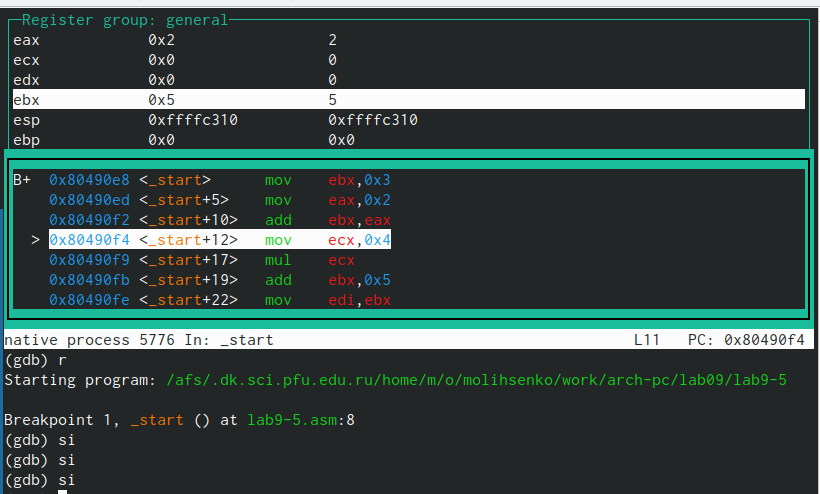 Register group: general
eax 0x2 2
ecx 0x0 0
edx 0x0 0
ebx 0x5 5
esp 0xffffc310 0xffffc310
ebp 0x0 0x0
B+ 0x80490e8 <_start> mov ebx,0x3
0x80490ed <_start+5> mov eax,0x2
0x80490f2 <_start+10> add ebx,eax
> 0x80490f4 <_start+12> mov ecx,0x4
0x80490f9 <_start+17> mul ecx
0x80490fb <_start+19> add ebx,0x5
0x80490fe <_start+22> mov edi,ebx
native process 5776 In: _start L11 PC: 0x80490f4
(gdb) r
Starting program: /afs/.dk.sci.pfu.edu.ru/home/m/o/molihsenko/work/arch-pc/lab09/lab9-5
Breakpoint 1, _start () at lab9-5.asm:8
(gdb) si
(gdb) si
(gdb) si